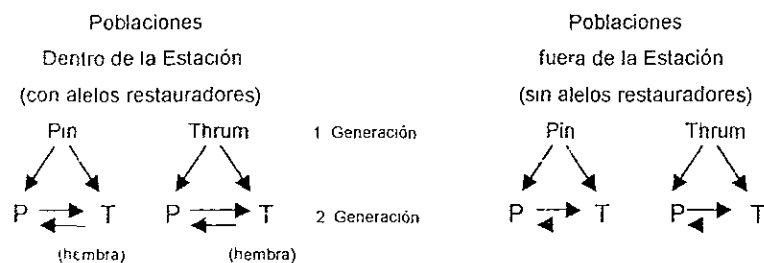 Poblaciones
Dentro de la Estación
(con alelos restauradores)
Pin Thrum
1 Generación
P T P T
2 Generación
(hembra) (hembra)
Poblaciones
fuera de la Estación
(sin alelos restauradores)
Pin Thrum
P T P T